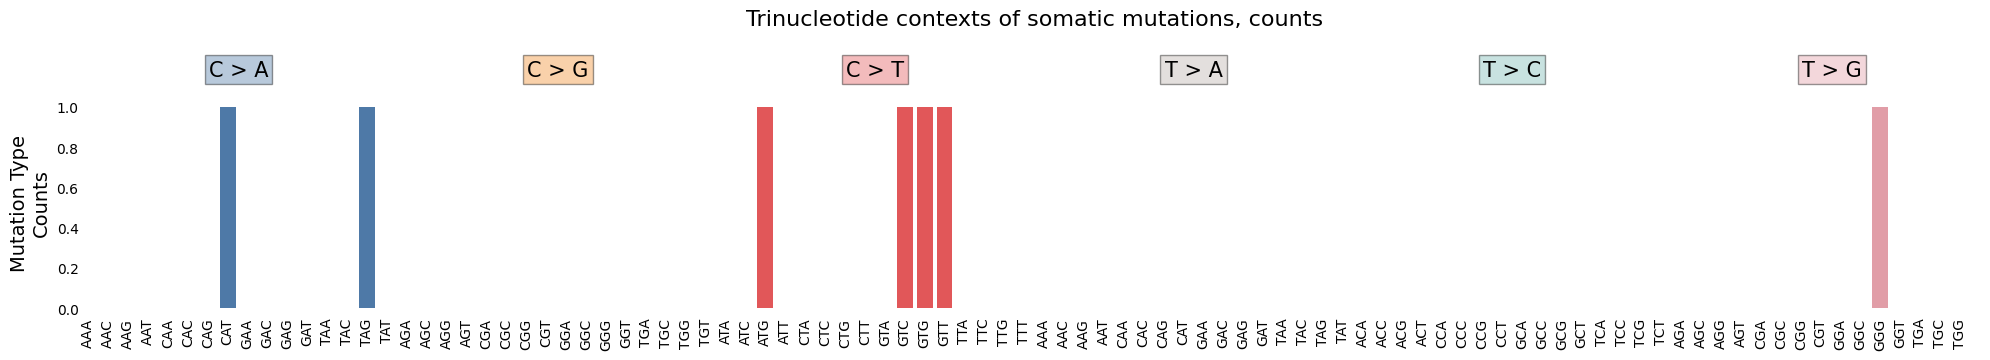 Trinucleotide contexts of somatic mutations, counts
C > A C > G C > T T > A T > C T > G
Mutation Type
Counts
1.0
0.8
0.6
0.4
0.2
0.0
AAA AAC AAG AAT CAA CAC CAG CAT GAA GAC GAG GAT TAA TAC TAG TAT AGA AGC AGG AGT CGA CGC CGG CGT GGA GGC GGG GGT TGA TGC TGG TGT ATA ATC ATG ATT CTA CTC CTG CTT GTA GTC GTG GTT TTA TTC TTG TTT AAA AAC AAG AAT CAA CAC CAG CAT GAA GAC GAG GAT TAA TAC TAG TAT ACA ACC ACG ACT CCA CCC CCG CCT GCA GCC GCG GCT TCA TCC TCG TCT AGA AGC AGG AGT CGA CGC CGG CGT GGA GGC GGG GGT TGA TGC TGG